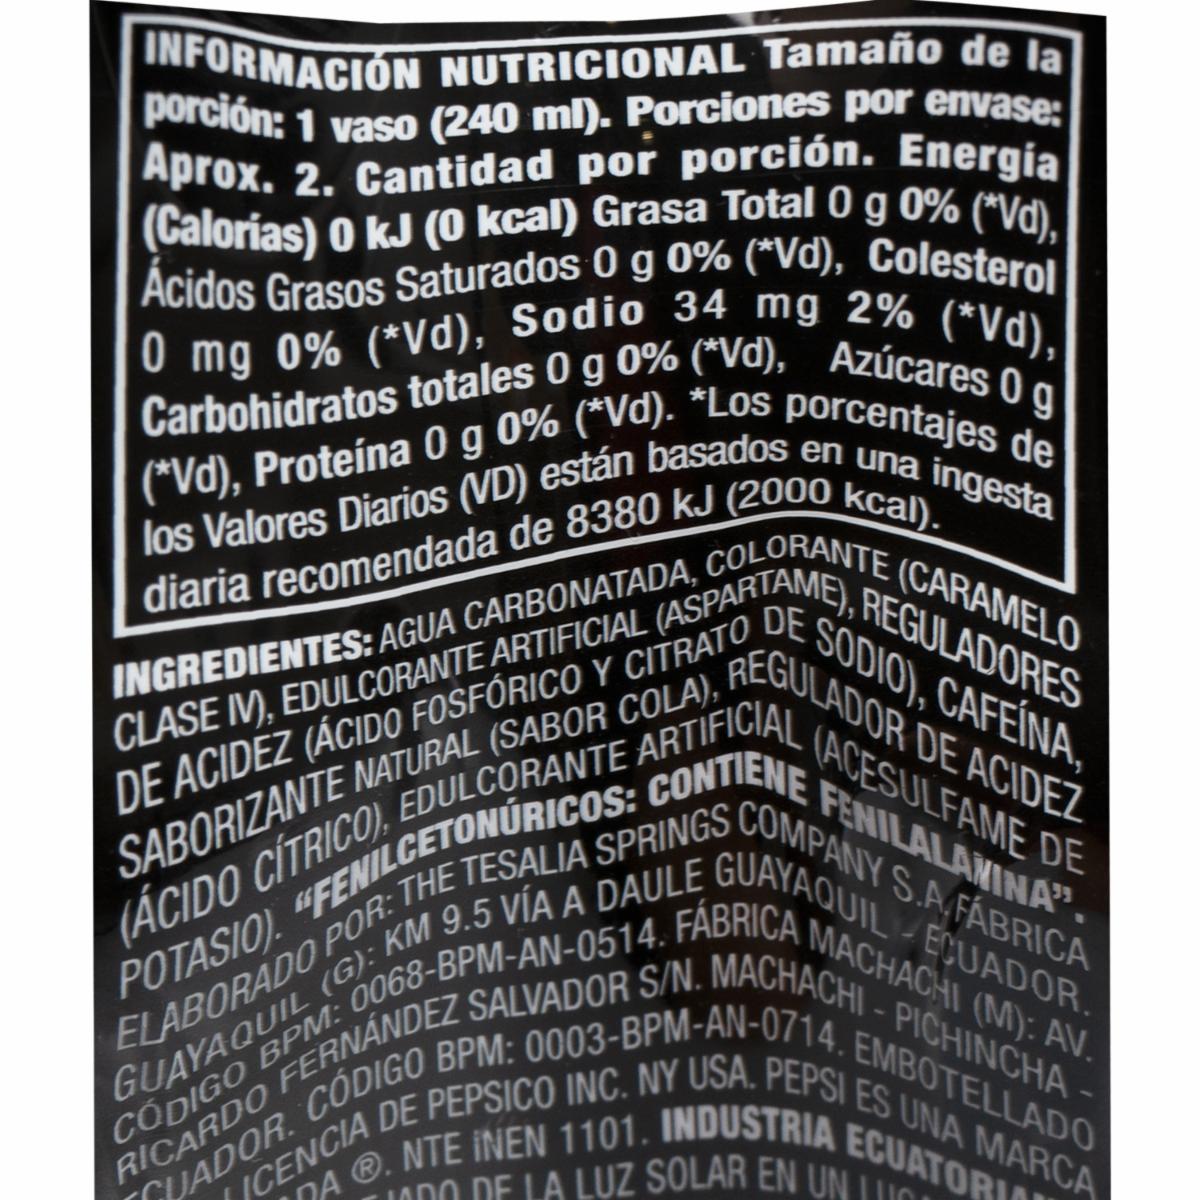 INFORMACIÓN NUTRICIONAL Tamaño de la
porción: 1 vaso (240 ml). Porciones por envase:
Aprox. 2. Cantidad por porción. Energía
(Calorías) 0 kJ (0 kcal) Grasa Total 0 g 0% (*Vd),
Ácidos Grasos Saturados 0 g 0% (*Vd), Colesterol
0 mg 0% (*Vd), Sodio 34 mg 2% (*Vd),
Carbohidratos totales 0 g 0% (*Vd), Azúcares 0 g
(*Vd), Proteína 0 g 0% (*Vd). *Los porcentajes de
los Valores Diarios (VD) están basados en una ingesta
diaria recomendada de 8380 kJ (2000 kcal).
INGREDIENTES: AGUA CARBONATADA, COLORANTE (CARAMELO
CLASE IV), EDULCORANTE ARTIFICIAL (ASPARTAME), REGULADORES
DE ACIDEZ (ÁCIDO FOSFÓRICO Y CITRATO DE SODIO), CAFEÍNA,
SABORIZANTE NATURAL (SABOR COLA), REGULADOR DE ACIDEZ
(ÁCIDO CÍTRICO), EDULCORANTE ARTIFICIAL (ACESULFAME DE
POTASIO). “FENILCETONÚRICOS: CONTIENE FENILALANINA”.
ELABORADO POR: THE TESALIA SPRINGS COMPANY S.A. FÁBRICA
GUAYAQUIL (G): KM 9.5 VÍA A DAULE GUAYAQUIL - ECUADOR.
CÓDIGO BPM: 0068-BPM-AN-0514. FÁBRICA MACHACHI (M): AV.
RICARDO FERNÁNDEZ SALVADOR S/N. MACHACHI - PICHINCHA -
ECUADOR. CÓDIGO BPM: 0003-BPM-AN-0714. EMBOTELLADO
LICENCIA DE PEPSICO INC. NY USA. PEPSI ES UNA MARCA
®. NTE INEN 1101. INDUSTRIA ECUATORIA
DE LA LUZ SOLAR EN UN